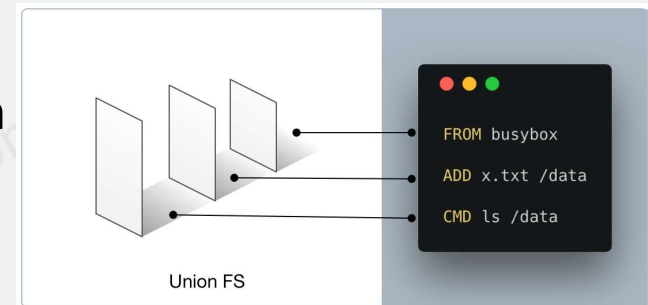 FROM busybox
ADD x.txt /data
CMD ls /data
Union FS